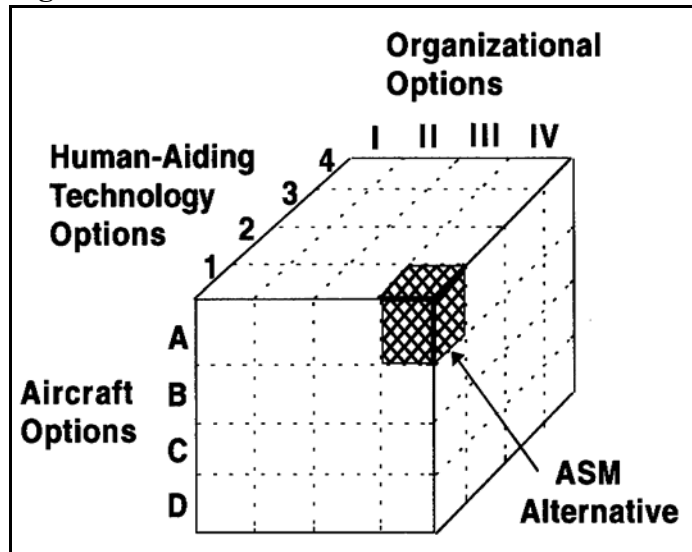 Organizational
Options
I II III IV
Human-Aiding
Technology
Options
4
3
2
1
A
B
C
D
Aircraft
Options
ASM
Alternative